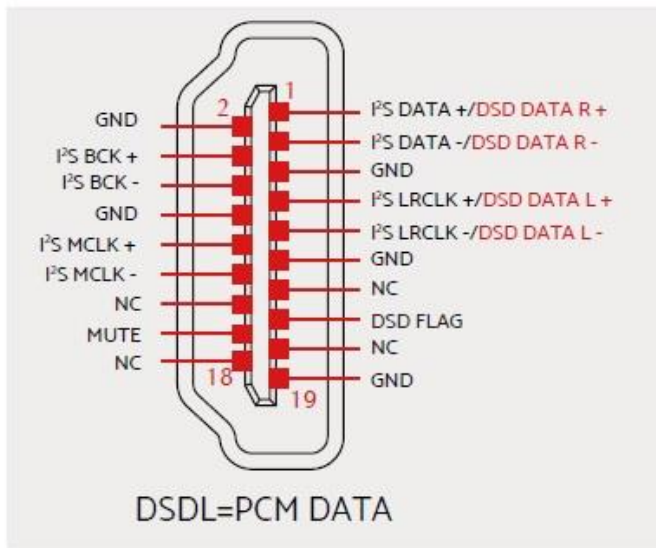 2
GND
I²S BCK +
I²S BCK -
GND
I²S MCLK +
I²S MCLK -
NC
MUTE
NC
18
1
I²S DATA +/DSD DATA R +
I²S DATA -/DSD DATA R -
GND
I²S LRCLK +/DSD DATA L +
I²S LRCLK -/DSD DATA L -
GND
NC
DSD FLAG
NC
GND
19
DSDL=PCM DATA